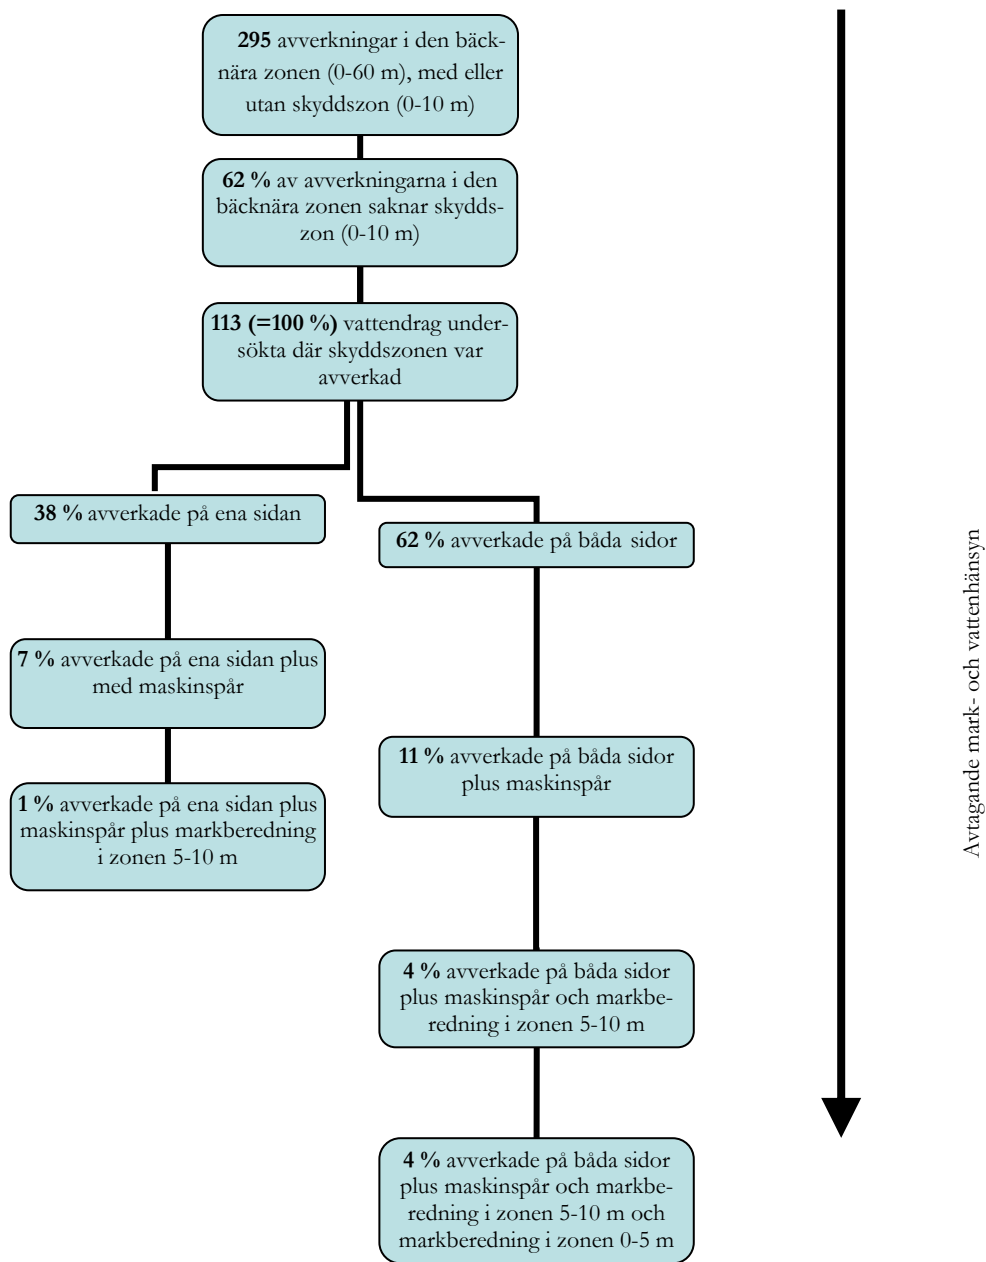 295 avverkningar i den bäck-
nära zonen (0-60 m), med eller
utan skyddszon (0-10 m)
62 % av avverkningarna i den
bäcknära zonen saknar skydds-
zon (0-10 m)
113 (=100 %) vattendrag under-
sökta där skyddszonen var
avverkad
38 % avverkade på ena sidan
62 % avverkade på båda sidor
7 % avverkade på ena sidan plus
med maskinspår
11 % avverkade på båda sidor
plus maskinspår
1 % avverkade på ena sidan plus
maskinspår plus markberedning
i zonen 5-10 m
4 % avverkade på båda sidor
plus maskinspår och markbe-
redning i zonen 5-10 m
4 % avverkade på båda sidor
plus maskinspår och markbe-
redning i zonen 5-10 m och
markberedning i zonen 0-5 m
Avtagande mark- och vattenhänsyn